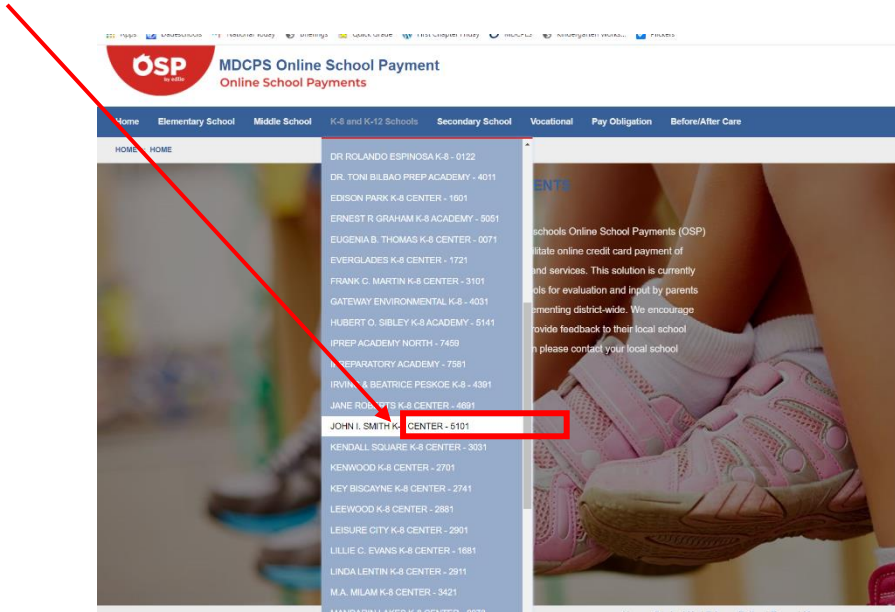 Apps
ÖSP
by nittle
MDCPS Online School Payment
Online School Payments
Home Elementary School Middle School K-8 and K-12 Schools Secondary School Vocational Pay Obligation Before/After Care
HOME HOME
DR ROLANDO ESPINOSA K-8 - 0122
DR. TONI BILBAO PREP ACADEMY - 4011
EDISON PARK K-8 CENTER - 1601
ERNEST R GRAHAM K-8 ACADEMY - 5051
EUGENIA B. THOMAS K-8 CENTER - 0071
EVERGLADES K-8 CENTER - 1721
FRANK C. MARTIN K-8 CENTER - 3101
GATEWAY ENVIRONMENTAL K-8 - 4031
HUBERT O. SIBLEY K-8 ACADEMY - 5141
IPREP ACADEMY NORTH - 7459
IPREPARATORY ACADEMY - 7581
IRVING & BEATRICE PESKOE K-8 - 4391
JANE ROBERTS K-8 CENTER - 4691
JOHN I. SMITH K-8 CENTER - 5101
KENDALL SQUARE K-8 CENTER - 3031
KENWOOD K-8 CENTER - 2701
KEY BISCAYNE K-8 CENTER - 2741
LEEWOOD K-8 CENTER - 2881
LEISURE CITY K-8 CENTER - 2901
LILLIE C. EVANS K-8 CENTER - 1681
LINDA LENTIN K-8 CENTER - 2911
M.A. MILAM K-8 CENTER - 3421
ENTS
schools Online School Payments (OSP)
ilitate online credit card payment of
and services. This solution is currently
ols for evaluation and input by parents
ementing district-wide. We encourage
rovide feedback to their local school
n please contact your local school